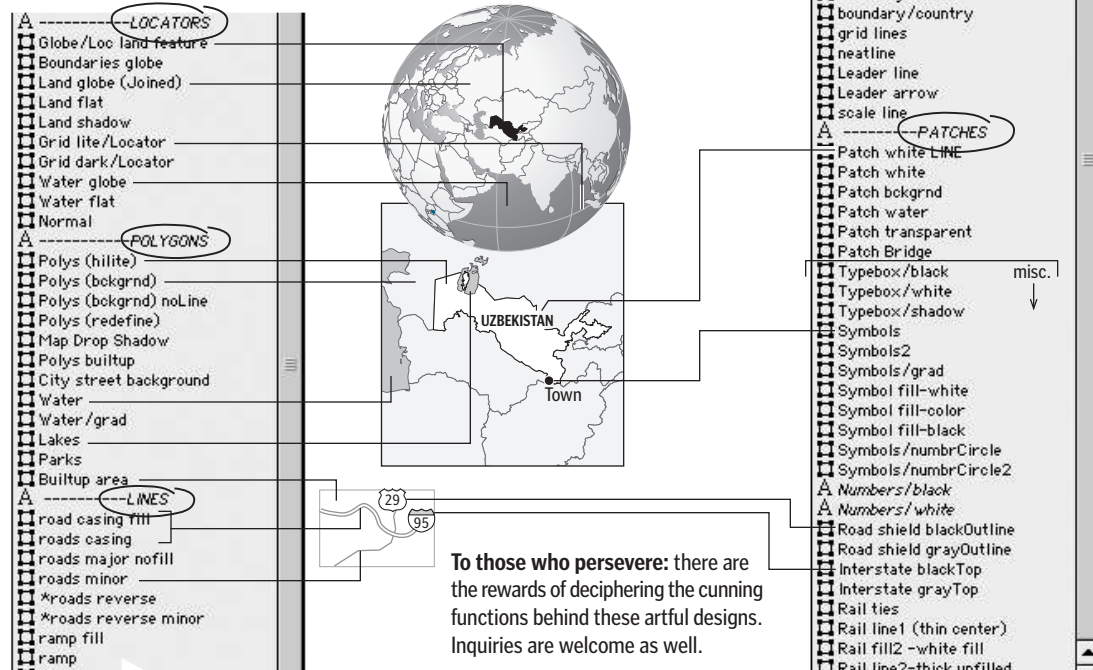 A ---------LOCATORS
Globe/Loc land feature
Boundaries globe
Land globe (Joined)
Land flat
Land shadow
Grid lite/Locator
Grid dark/Locator
Water globe
Water flat
Normal
A ---------POLYGONS
Polys (hilite)
Polys (bckgrnd)
Polys (bckgrnd) noLine
Polys (redefine)
Map Drop Shadow
Polys builtup
City street background
Water
Water/grad
Lakes
Parks
Builtup area
A ---------LINES
road casing fill
roads casing
roads major nofill
roads minor
*roads reverse
*roads reverse minor
ramp fill
ramp
UZBEKISTAN
Town
29
95
To those who persevere: there are
the rewards of deciphering the cunning
functions behind these artful designs.
Inquiries are welcome as well.
boundary/country
grid lines
neatline
Leader line
Leader arrow
scale line
A ---------PATCHES
Patch white LINE
Patch white
Patch bckgrnd
Patch water
Patch transparent
Patch Bridge
Typebox/black
misc.
Typebox/white
Typebox/shadow
Symbols
Symbols2
Symbols/grad
Symbol fill-white
Symbol fill-color
Symbol fill-black
Symbols/numbrCircle
Symbols/numbrCircle2
A Numbers/black
A Numbers/white
Road shield blackOutline
Road shield grayOutline
Interstate blackTop
Interstate grayTop
Rail ties
Rail line1 (thin center)
Rail fill2 -white fill
Rail line2-thick unfilled